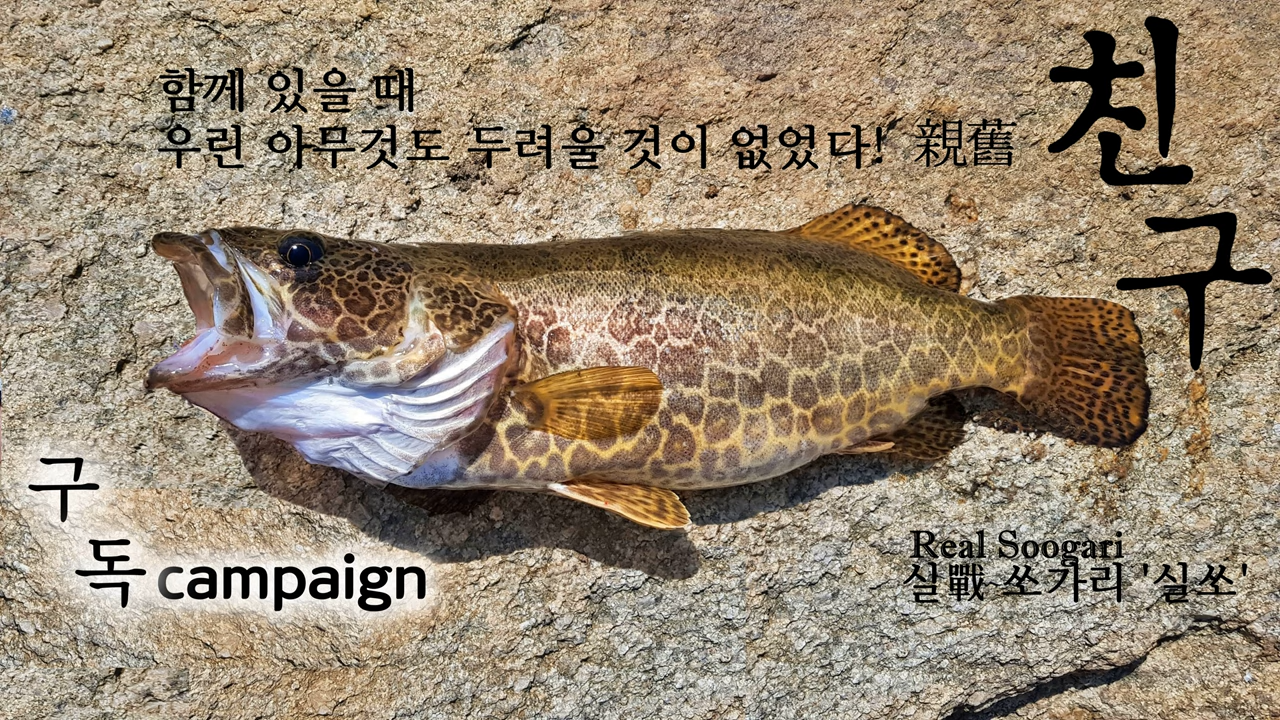 함께 있을 때
우린 아무것도 두려울 것이 없었다! 親舊
친
구
구
독 campaign
Real Soogari
실戰 쏘가리 '실쏘'